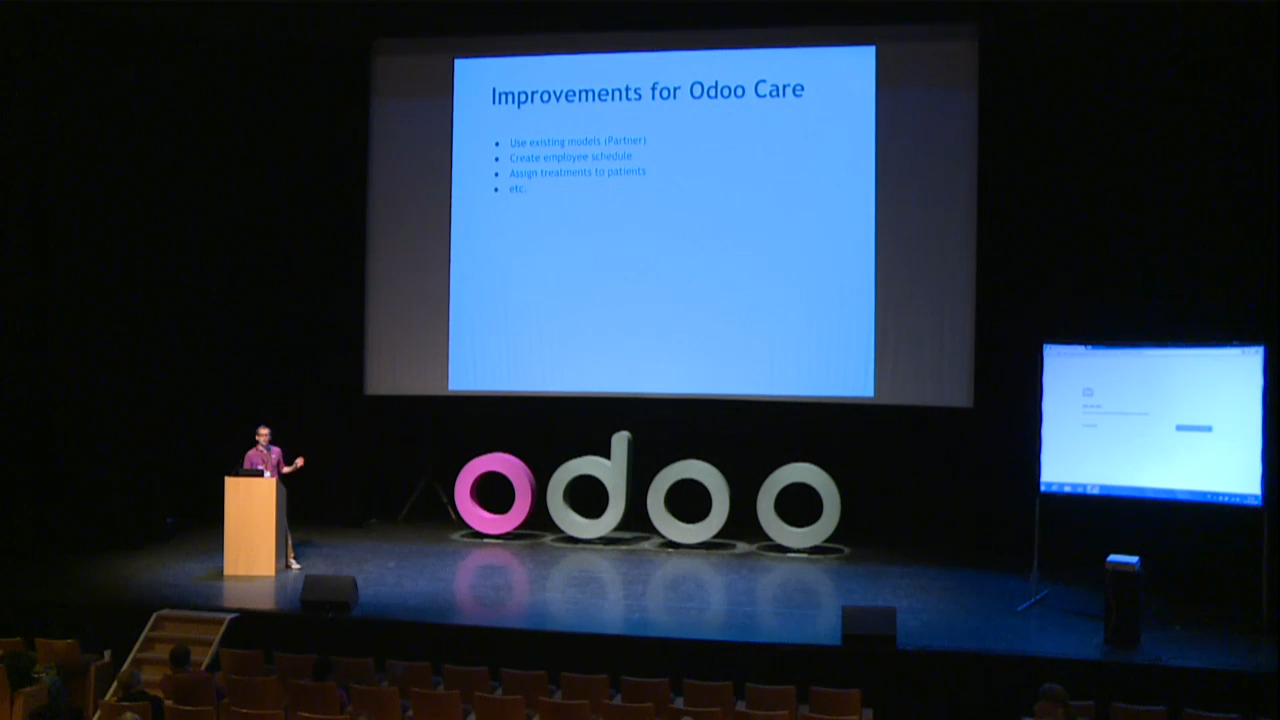 Improvements for Odoo Care
• Use existing models (Partner)
• Create employee schedule
• Assign treatments to patients
• etc.
odoo